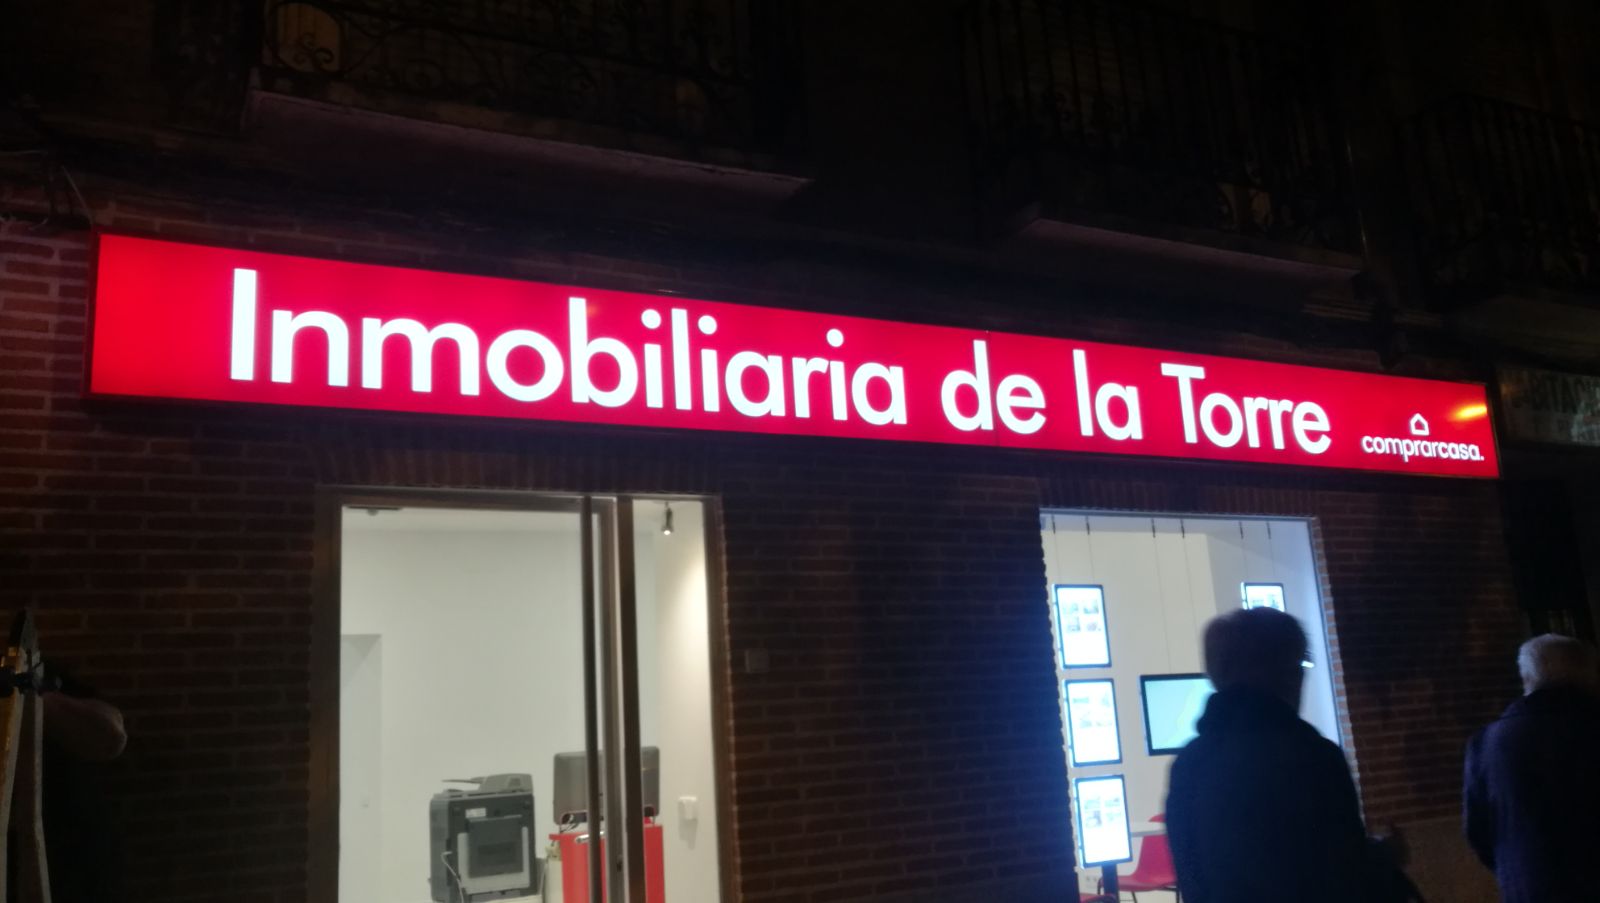 Inmobiliaria de la Torre
comprarcasa.